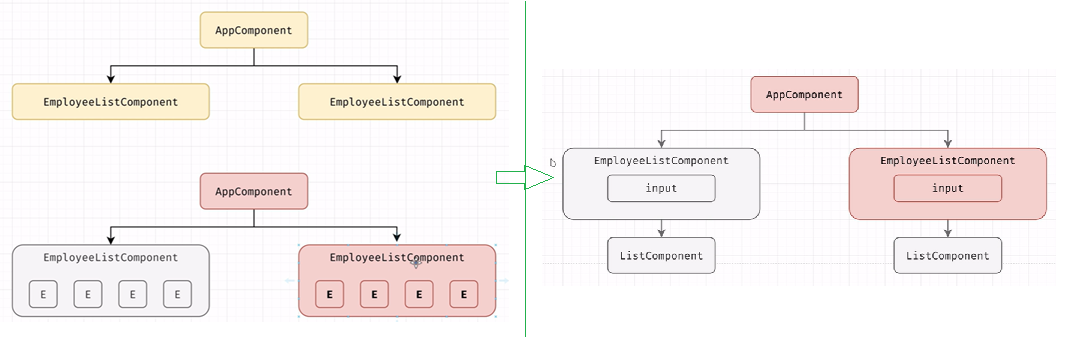 AppComponent
EmployeeListComponent EmployeeListComponent
AppComponent
EmployeeListComponent EmployeeListComponent
E E E E E E E E
AppComponent
EmployeeListComponent EmployeeListComponent
input input
ListComponent ListComponent